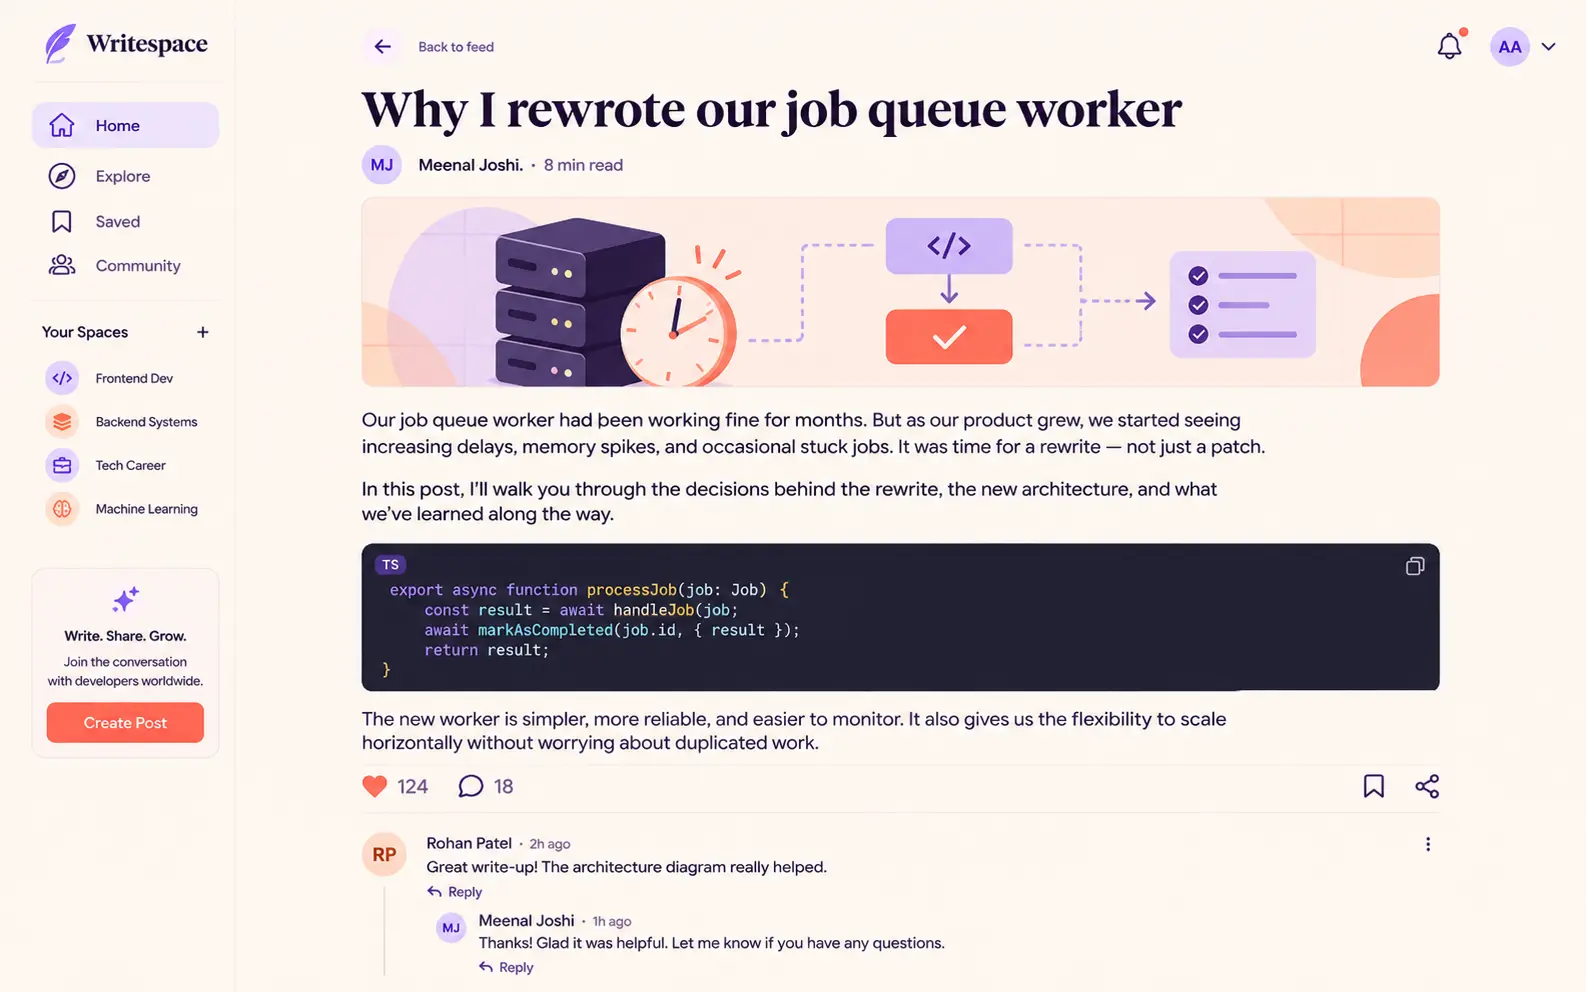 Writespace
Home
Explore
Saved
Community
Your Spaces +
Frontend Dev
Backend Systems
Tech Career
Machine Learning
Write. Share. Grow.
Join the conversation
with developers worldwide.
Create Post
Back to feed
AA
Why I rewrote our job queue worker
MJ
Meenal Joshi. · 8 min read
</>
Our job queue worker had been working fine for months. But as our product grew, we started seeing
increasing delays, memory spikes, and occasional stuck jobs. It was time for a rewrite — not just a patch.
In this post, I’ll walk you through the decisions behind the rewrite, the new architecture, and what
we’ve learned along the way.
TS
export async function processJob(job: Job) {
const result = await handleJob(job;
await markAsCompleted(job.id, { result });
return result;
}
The new worker is simpler, more reliable, and easier to monitor. It also gives us the flexibility to scale
horizontally without worrying about duplicated work.
124 18
RP
Rohan Patel · 2h ago
Great write-up! The architecture diagram really helped.
Reply
MJ
Meenal Joshi · 1h ago
Thanks! Glad it was helpful. Let me know if you have any questions.
Reply